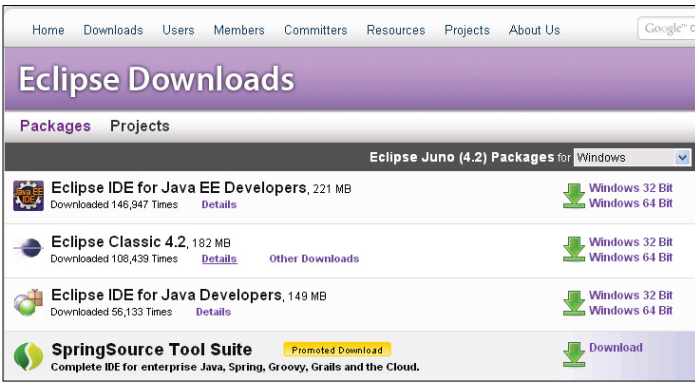 Home Downloads Users Members Committers Resources Projects About Us Google™
Eclipse Downloads
Packages Projects
Eclipse Juno (4.2) Packages for Windows
Java EE IDE
Eclipse IDE for Java EE Developers, 221 MB
Windows 32 Bit
Downloaded 146,947 Times Details
Windows 64 Bit
Eclipse Classic 4.2, 182 MB
Windows 32 Bit
Downloaded 108,439 Times Details Other Downloads
Windows 64 Bit
Eclipse IDE for Java Developers, 149 MB
Windows 32 Bit
Downloaded 56,133 Times Details
Windows 64 Bit
SpringSource Tool Suite Promoted Download
Download
Complete IDE for enterprise Java, Spring, Groovy, Grails and the Cloud.